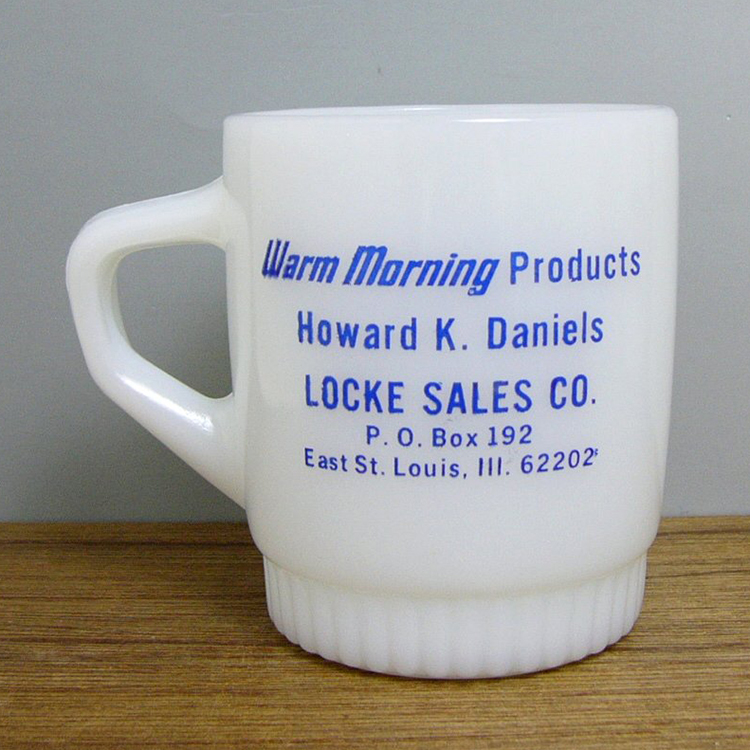 Warm Morning Products
Howard K. Daniels
LOCKE SALES CO.
P. O. Box 192
East St. Louis, Ill. 62202